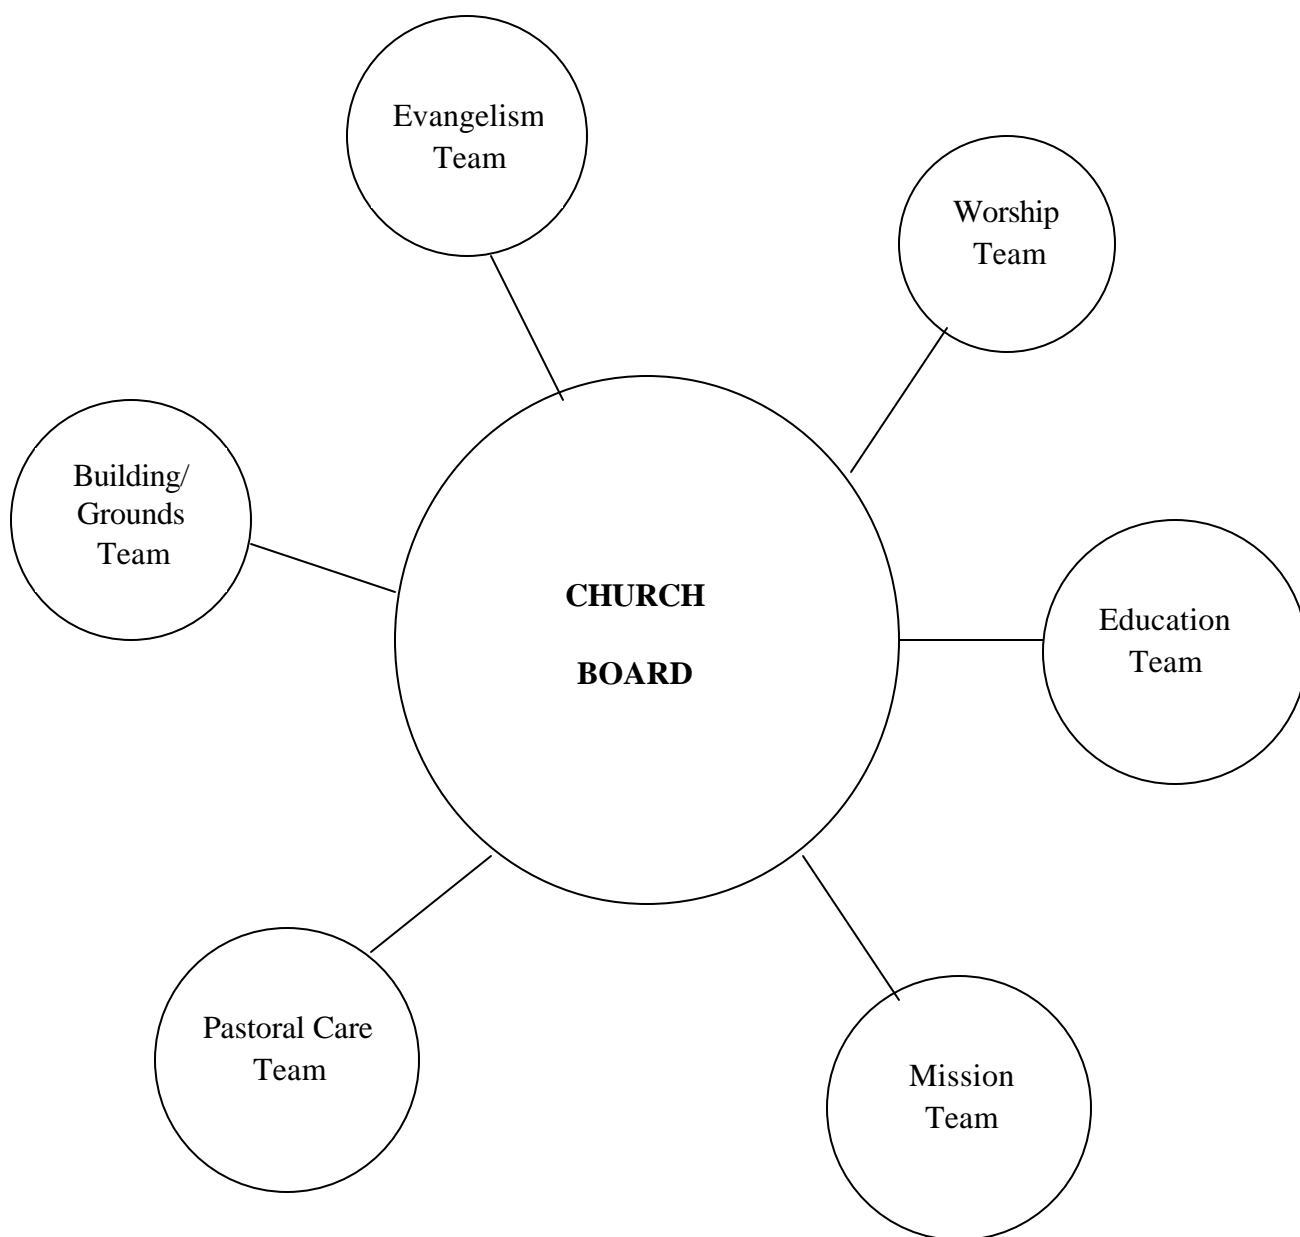 Evangelism
Team
Worship
Team
Building/
Grounds
Team
CHURCH
BOARD
Education
Team
Pastoral Care
Team
Mission
Team